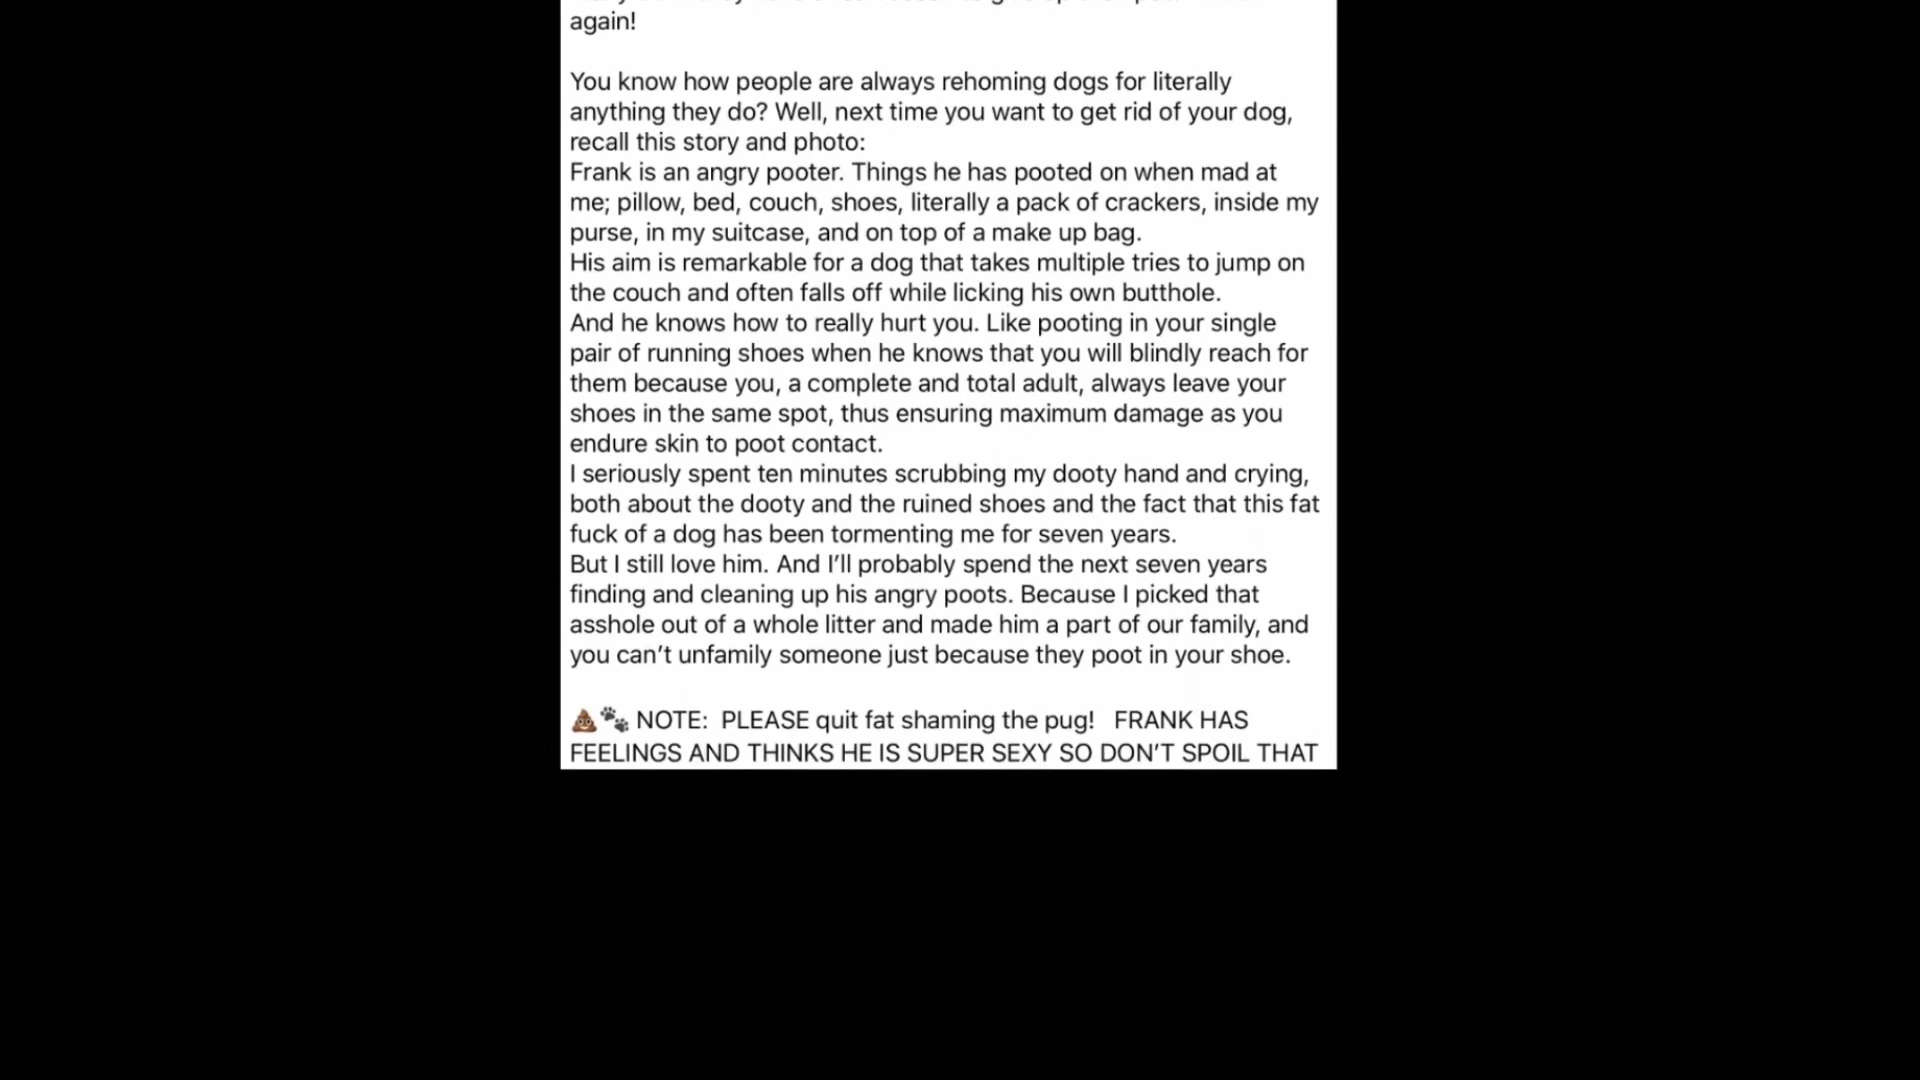 again!
You know how people are always rehoming dogs for literally
anything they do? Well, next time you want to get rid of your dog,
recall this story and photo:
Frank is an angry pooter. Things he has pooted on when mad at
me; pillow, bed, couch, shoes, literally a pack of crackers, inside my
purse, in my suitcase, and on top of a make up bag.
His aim is remarkable for a dog that takes multiple tries to jump on
the couch and often falls off while licking his own butthole.
And he knows how to really hurt you. Like pooting in your single
pair of running shoes when he knows that you will blindly reach for
them because you, a complete and total adult, always leave your
shoes in the same spot, thus ensuring maximum damage as you
endure skin to poot contact.
I seriously spent ten minutes scrubbing my dooty hand and crying,
both about the dooty and the ruined shoes and the fact that this fat
fuck of a dog has been tormenting me for seven years.
But I still love him. And I’ll probably spend the next seven years
finding and cleaning up his angry poots. Because I picked that
asshole out of a whole litter and made him a part of our family, and
you can’t unfamily someone just because they poot in your shoe.
💩🐾 NOTE: PLEASE quit fat shaming the pug! FRANK HAS
FEELINGS AND THINKS HE IS SUPER SEXY SO DON’T SPOIL THAT